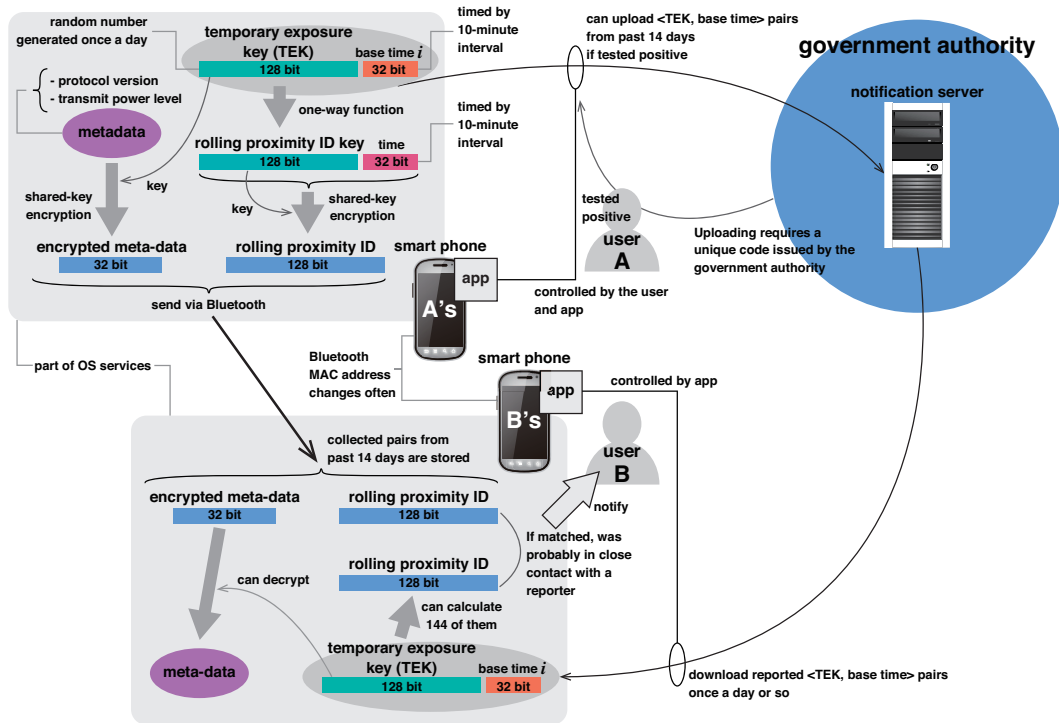 random number
generated once a day
temporary exposure
key (TEK)
base time i
128 bit
32 bit
timed by
10-minute
interval
- protocol version
- transmit power level
metadata
one-way function
rolling proximity ID key
time
128 bit
32 bit
timed by
10-minute
interval
key
key
shared-key
encryption
shared-key
encryption
encrypted meta-data
32 bit
rolling proximity ID
128 bit
send via Bluetooth
smart phone
app
A's
can upload <TEK, base time> pairs
from past 14 days
if tested positive
government authority
notification server
tested
positive
user
A
Uploading requires a
unique code issued by the
government authority
controlled by the user
and app
part of OS services
Bluetooth
MAC address
changes often
smart phone
app
B's
controlled by app
user
B
notify
collected pairs from
past 14 days are stored
encrypted meta-data
32 bit
rolling proximity ID
128 bit
If matched, was
probably in close
contact with a
reporter
rolling proximity ID
128 bit
can decrypt
can calculate
144 of them
meta-data
temporary exposure
key (TEK)
base time i
128 bit
32 bit
download reported <TEK, base time> pairs
once a day or so